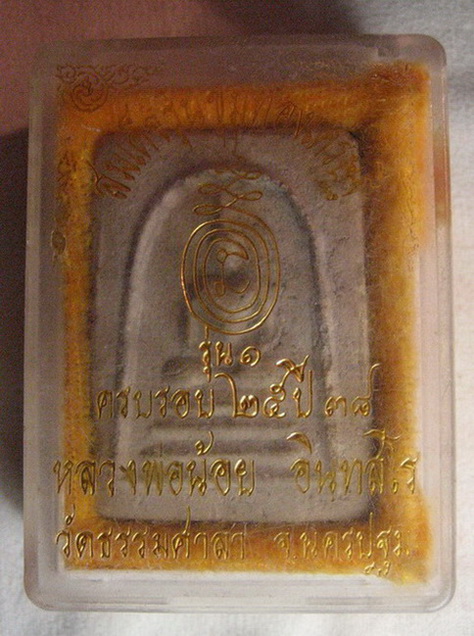 รุ่น ๑
ครบรอบ ๒๕ ปี ๓๘
หลวงพ่อน้อย อินฺทสโร
วัดธรรมศาลา จ.นครปฐม